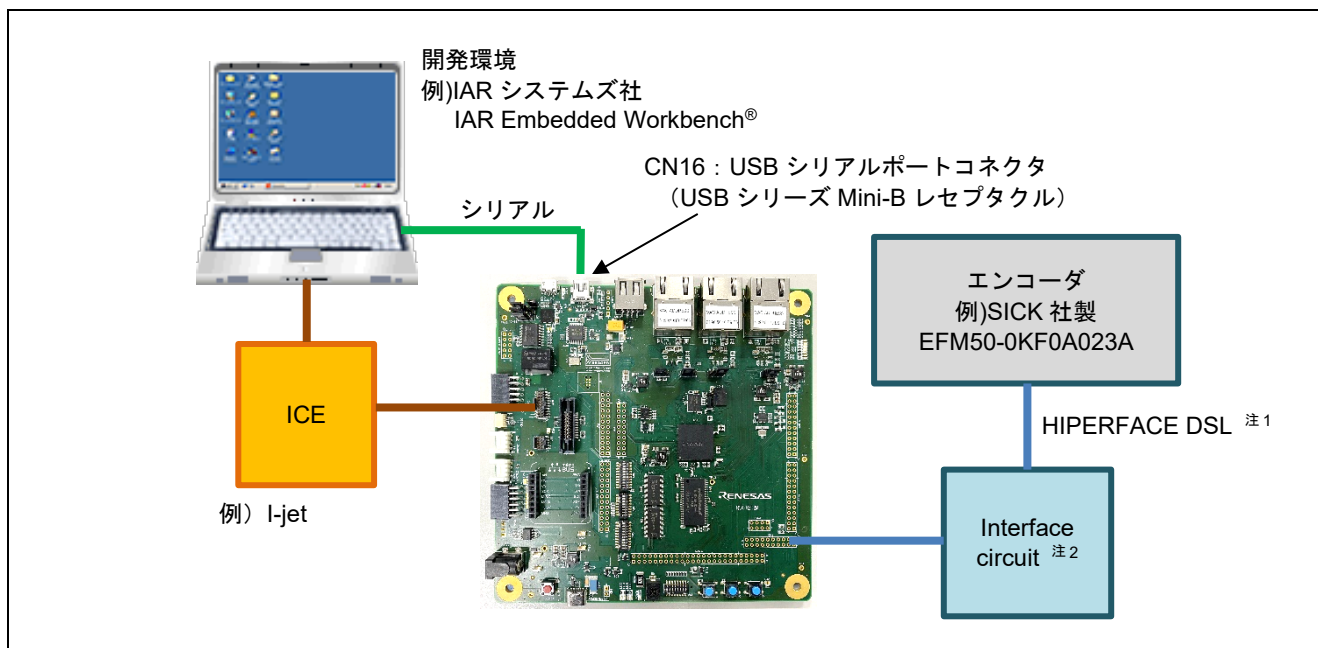 開発環境
例)IAR システムズ社
IAR Embedded Workbench®
CN16：USB シリアルポートコネクタ
（USB シリーズ Mini-B レセプタクル）
シリアル
エンコーダ
例)SICK 社製
EFM50-0KF0A023A
ICE
HIPERFACE DSL 注 1
RENESAS
例）I-jet
Interface
circuit 注 2